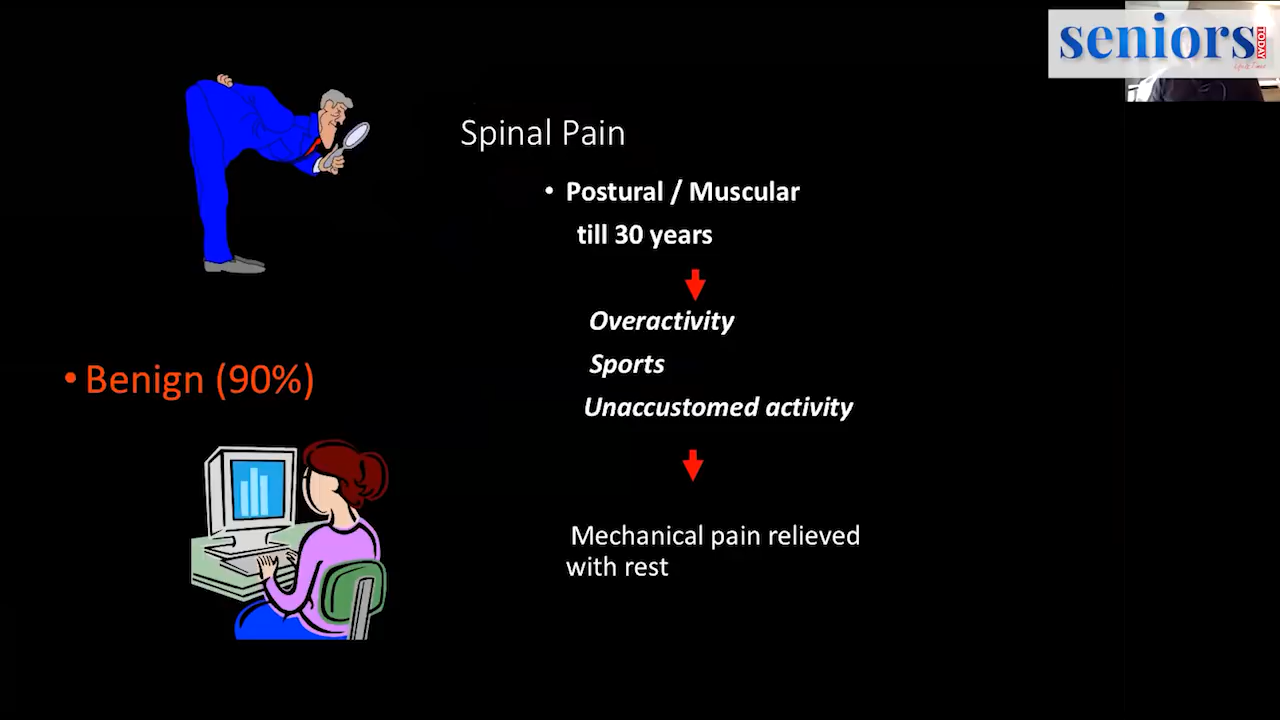 seniors
TODAY
Spinal Pain
• Postural / Muscular
till 30 years
Overactivity
Sports
Unaccustomed activity
• Benign (90%)
Mechanical pain relieved
with rest